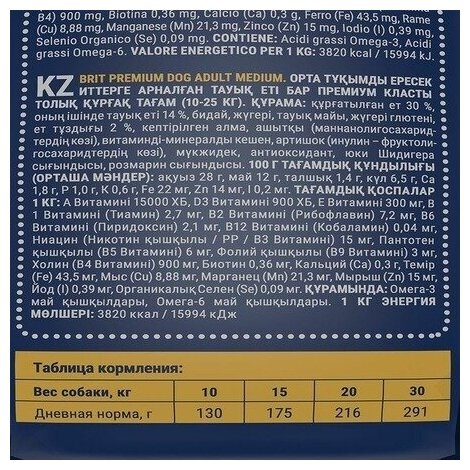 B4) 900 mg, Biotina 0,36 mg, Calcio (Ca) 0,3 g, Ferro (Fe) 43,5 mg, Rame
(Cu) 8,88 mg, Manganese (Mn) 21,3 mg, Zinco (Zn) 15 mg, Iodio (I) 0,39 mg,
Selenio Organico (Se) 0,09 mg. CONTIENE: Acidi grassi Omega-3, Acidi
grassi Omega-6. VALORE ENERGETICO PER 1 KG: 3820 kcal / 15994 kJ.
KZ BRIT PREMIUM DOG ADULT MEDIUM. ОРТА ТҰҚЫМДЫ ЕРЕСЕК
ИТТЕРГЕ АРНАЛҒАН ТАУЫҚ ЕТІ БАР ПРЕМИУМ КЛАСТЫ
ТОЛЫҚ ҚҰРҒАҚ ТАҒАМ (10-25 КГ). ҚҰРАМА: құрғатылған ет 30 %,
оның ішінде тауық еті 14 %, бидай, жүгері, тауық майы, жүгері глютені,
ет тұздығы 2 %, кептірілген алма, ашытқы (маннанолигосахарид-
тердің көзі), витаминді-минералды кешен, артишок (инулин – фруктоли-
госахаридтердің көзі), мүкжидек, антиоксидант, юкки Шидигера
сығындысы, розмарин сығындысы. 100 Г ТАҒАМДЫҚ ҚҰНДЫЛЫҒЫ
(ОРТАША МӘНДЕР): ақуыз 28 г, май 12 г, талшық 1,4 г, күл 6,5 г, Ca
1,8 г, P 1,0 г, K 0,6 г, Fe 22 мг, Zn 14 мг, I 0,2 мг. ТАҒАМДЫҚ ҚОСПАЛАР
1 КГ: А Витамині 15000 ХБ, D3 Витамині 900 ХБ, Е Витамині 300 мг, В
1 Витамині (Тиамин) 2,7 мг, В2 Витамині (Рибофлавин) 7,2 мг, В6
Витамині (Пиридоксин) 2,1 мг, В12 Витамині (Кобаламин) 0,04 мг,
Ниацин (Никотин қышқылы / РР / В3 Витамині) 15 мг, Пантотен
қышқылы (В5 Витамині) 6 мг, Фолий қышқылы (В9 Витамині) 3 мг,
Холин (В4 Витамині) 900 мг, Биотин 0,36 мг, Кальций (Ca) 0,3 г, Темір
(Fe) 43,5 мг, Мыс (Cu) 8,88 мг, Марганец (Mn) 21,3 мг, Мырыш (Zn) 15 мг,
Йод (I) 0,39 мг, Органикалық Селен (Se) 0,09 мг. ҚҰРАМЫНДА: Омега-3
май қышқылдары, Омега-6 май қышқылдары. 1 КГ ЭНЕРГИЯ
МӨЛШЕРІ: 3820 ккал / 15994 кДж
Таблица кормления:
Вес собаки, кг 10 15 20 30
Дневная норма, г 130 175 216 291